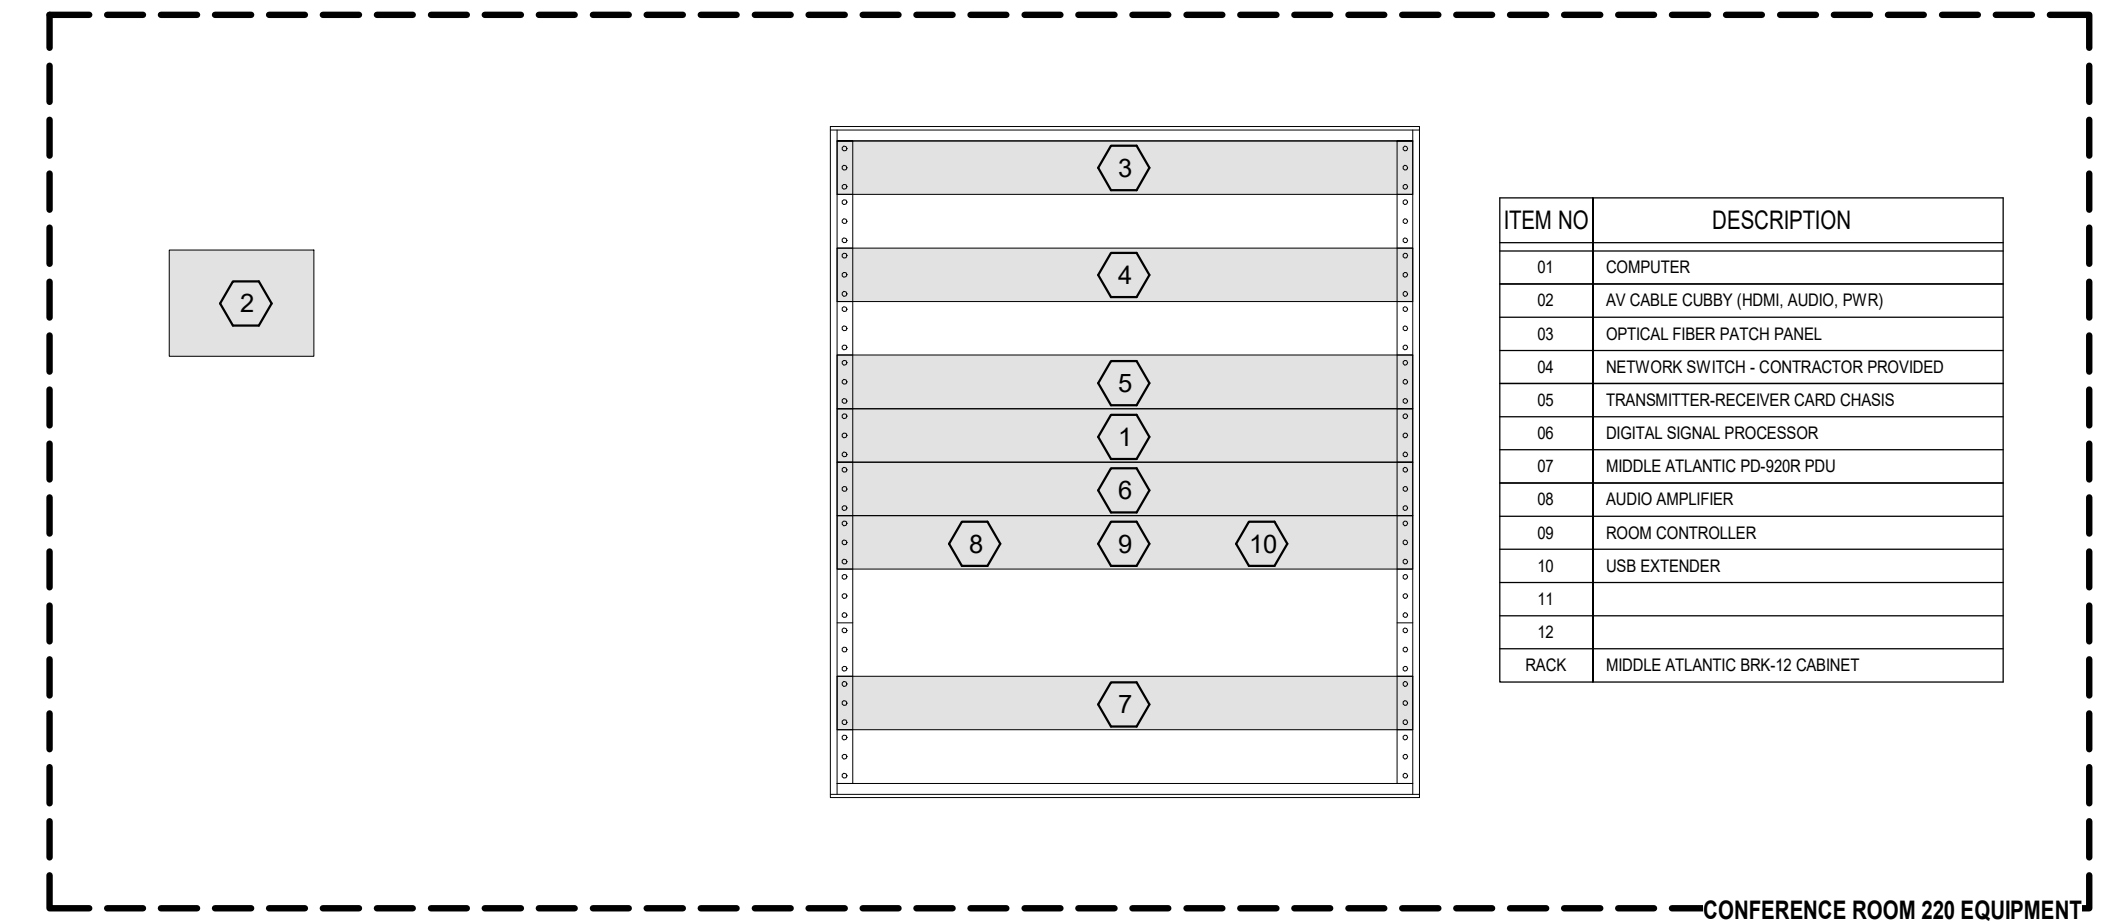 3
4
2
5
1
6
8 9 10
7
ITEM NO DESCRIPTION
01 COMPUTER
02 AV CABLE CUBBY (HDMI, AUDIO, PWR)
03 OPTICAL FIBER PATCH PANEL
04 NETWORK SWITCH - CONTRACTOR PROVIDED
05 TRANSMITTER-RECEIVER CARD CHASIS
06 DIGITAL SIGNAL PROCESSOR
07 MIDDLE ATLANTIC PD-920R PDU
08 AUDIO AMPLIFIER
09 ROOM CONTROLLER
10 USB EXTENDER
11
12
RACK MIDDLE ATLANTIC BRK-12 CABINET
CONFERENCE ROOM 220 EQUIPMENT